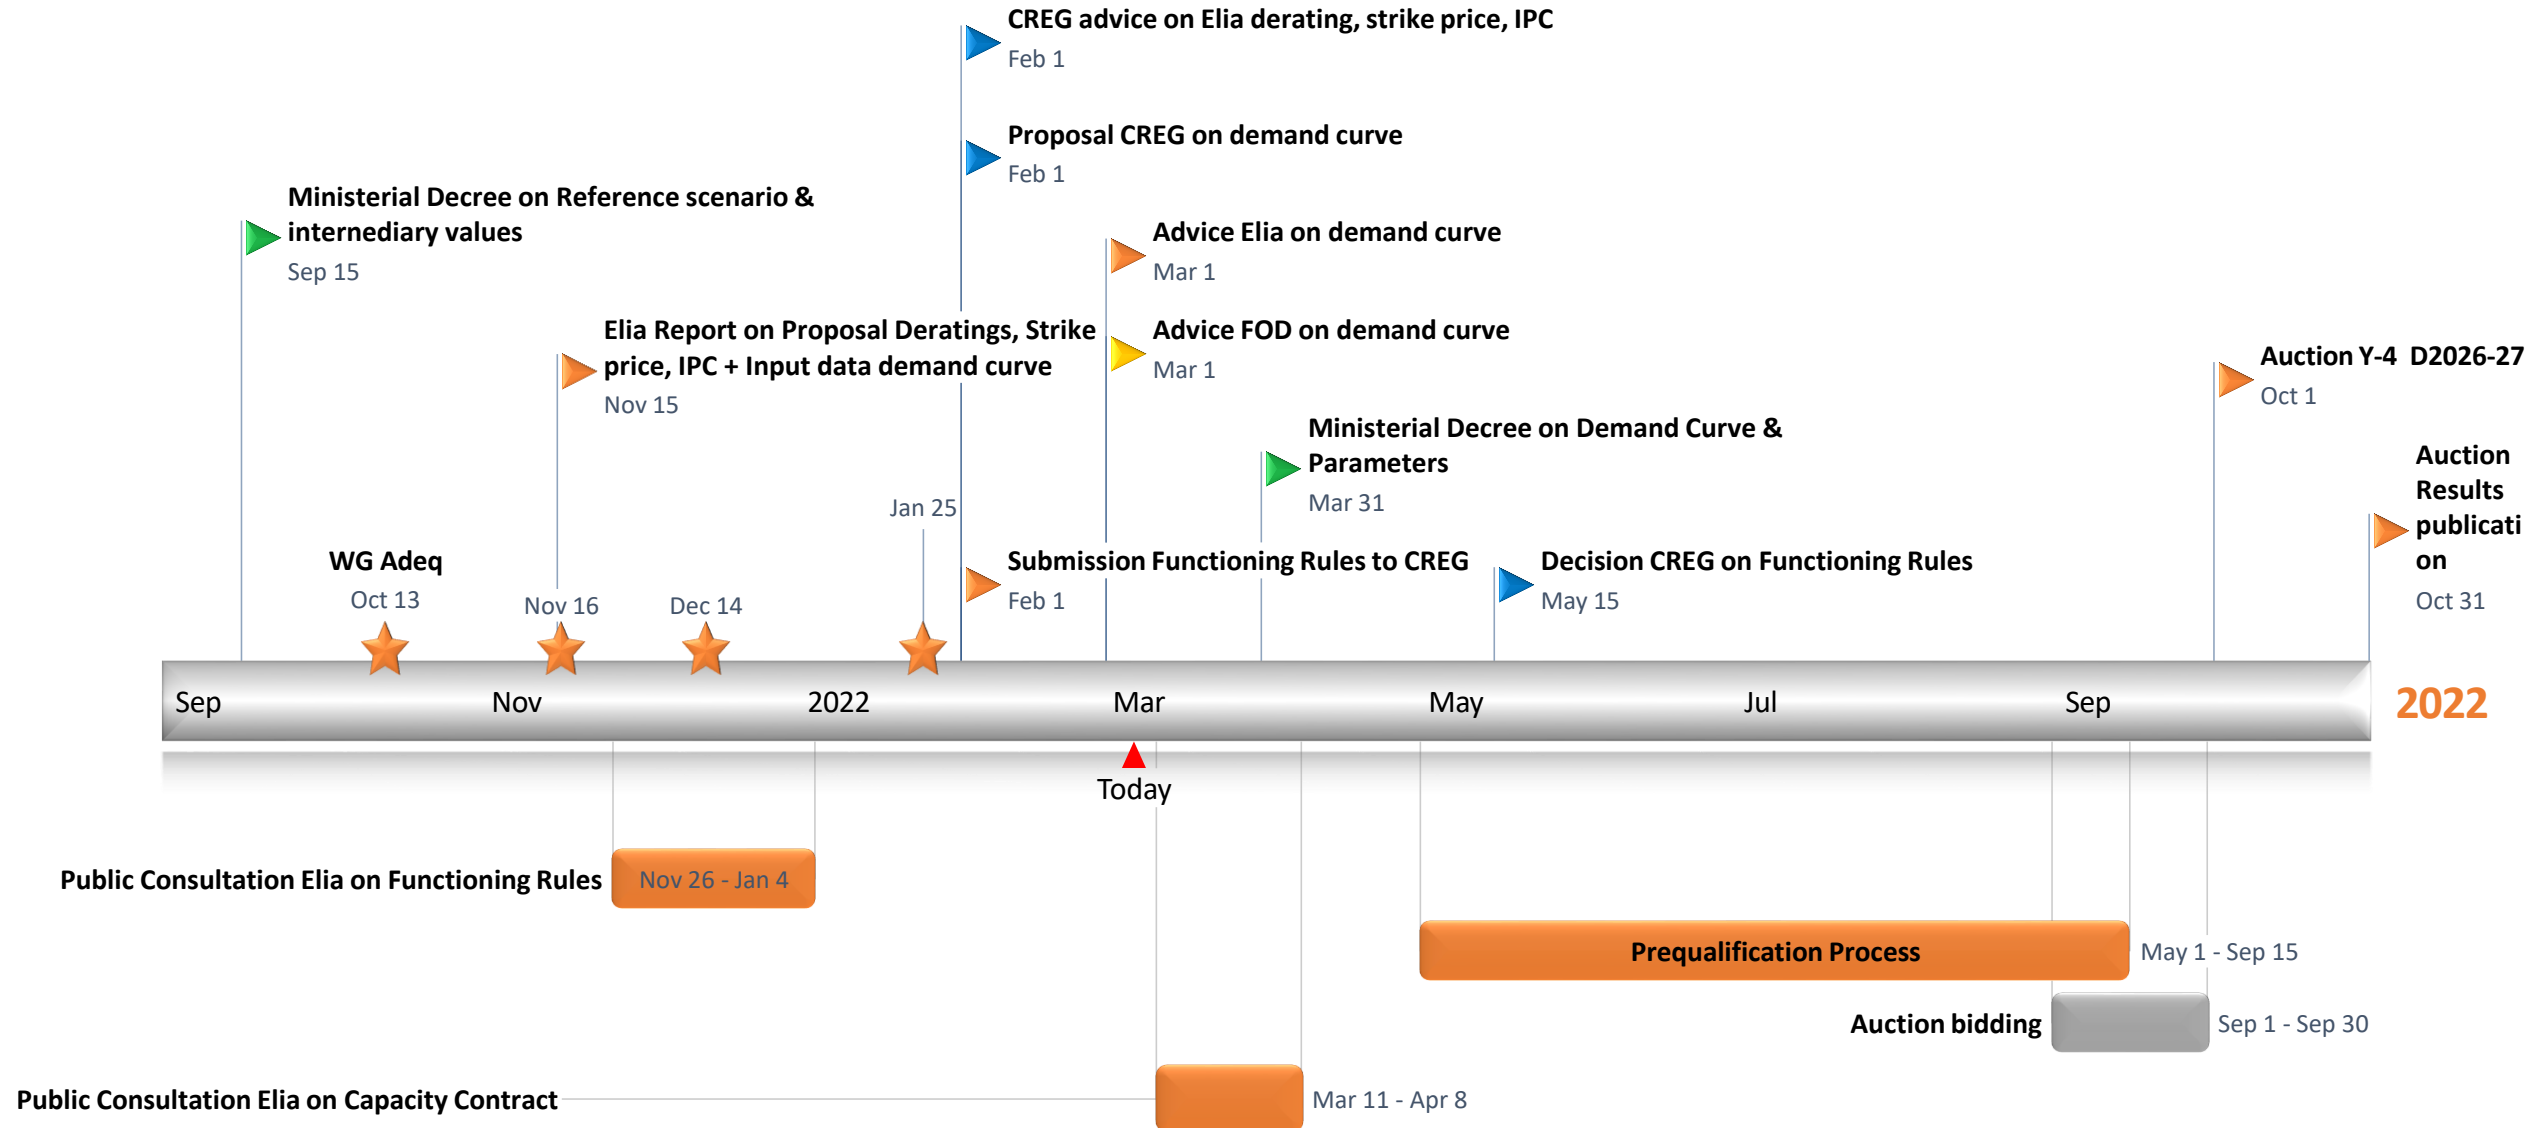 CREG advice on Elia derating, strike price, IPC
Feb 1
Proposal CREG on demand curve
Feb 1
Ministerial Decree on Reference scenario &
internediary values
Sep 15
Advice Elia on demand curve
Mar 1
Elia Report on Proposal Deratings, Strike
price, IPC + Input data demand curve
Nov 15
Advice FOD on demand curve
Mar 1
Auction Y-4 D2026-27
Oct 1
Ministerial Decree on Demand Curve &
Parameters
Mar 31
Auction
Results
publicati
on
Oct 31
WG Adeq
Oct 13
Nov 16
Dec 14
Jan 25
Submission Functioning Rules to CREG
Feb 1
Decision CREG on Functioning Rules
May 15
Sep
Nov
2022
Mar
May
Jul
Sep
2022
Today
Public Consultation Elia on Functioning Rules
Nov 26 - Jan 4
Prequalification Process
May 1 - Sep 15
Auction bidding
Sep 1 - Sep 30
Public Consultation Elia on Capacity Contract
Mar 11 - Apr 8